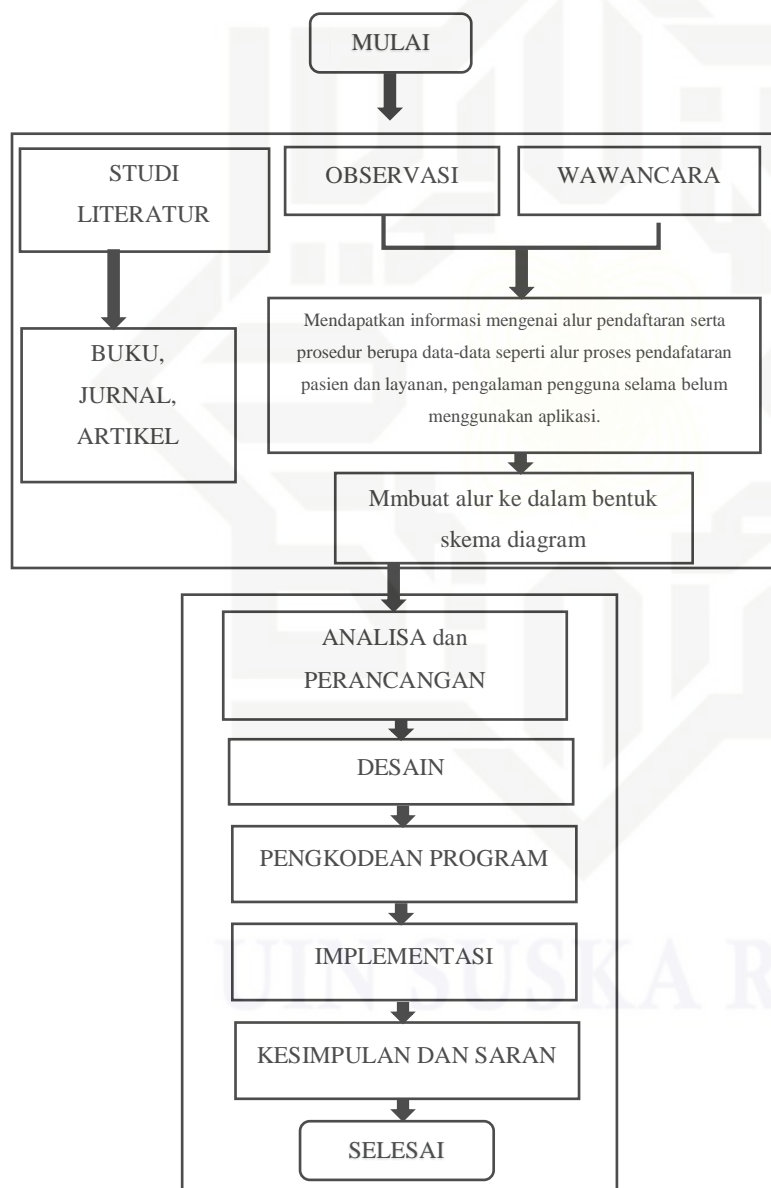 MULAI
STUDI
LITERATUR
OBSERVASI
WAWANCARA
BUKU,
JURNAL,
ARTIKEL
Mendapatkan informasi mengenai alur pendaftaran serta
prosedur berupa data-data seperti alur proses pendafataran
pasien dan layanan, pengalaman pengguna selama belum
menggunakan aplikasi.
Mmbuat alur ke dalam bentuk
skema diagram
ANALISA dan
PERANCANGAN
DESAIN
PENGKODEAN PROGRAM
IMPLEMENTASI
UIN SUSKA R
KESIMPULAN DAN SARAN
SELESAI